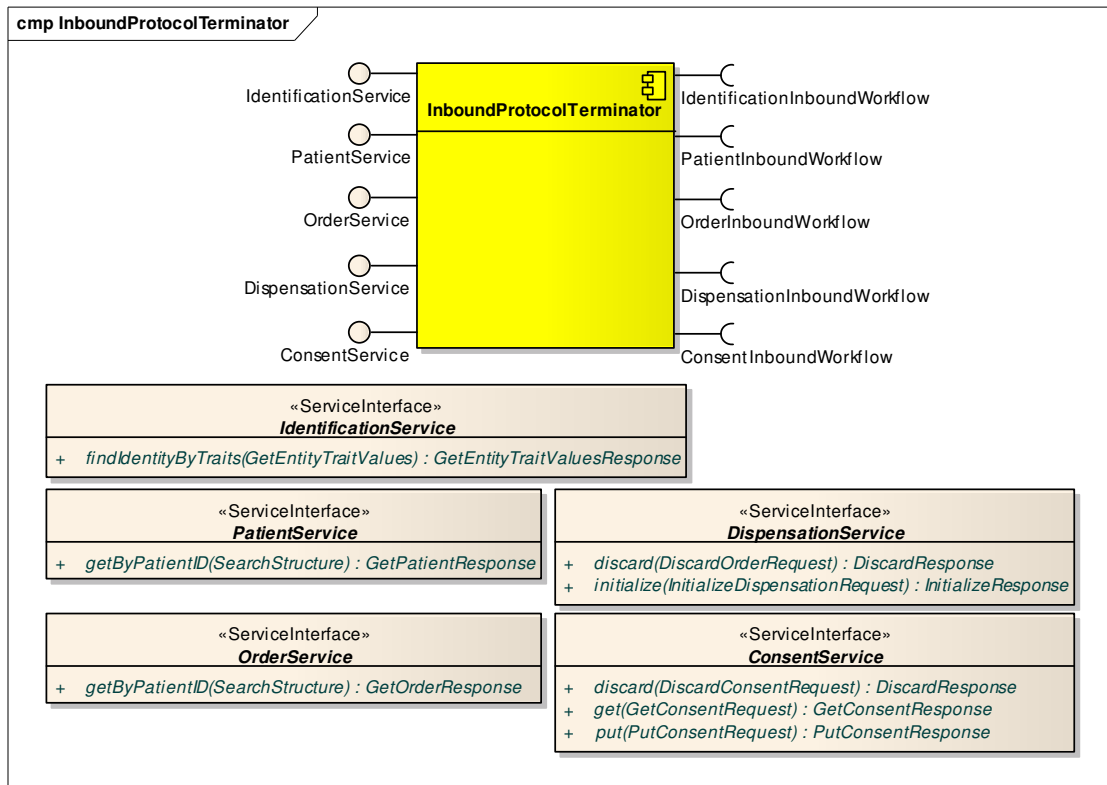 cmp InboundProtocolTerminator
InboundProtocolTerminator
IdentificationService
PatientService
OrderService
DispensationService
ConsentService
IdentificationInboundWorkflow
PatientInboundWorkflow
OrderInboundWorkflow
DispensationInboundWorkflow
ConsentInboundWorkflow
«ServiceInterface»
IdentificationService
+ findIdentityByTraits(GetEntityTraitValues) : GetEntityTraitValuesResponse
«ServiceInterface»
PatientService
+ getByPatientID(SearchStructure) : GetPatientResponse
«ServiceInterface»
DispensationService
+ discard(DiscardOrderRequest) : DiscardResponse
+ initialize(InitializeDispensationRequest) : InitializeResponse
«ServiceInterface»
OrderService
+ getByPatientID(SearchStructure) : GetOrderResponse
«ServiceInterface»
ConsentService
+ discard(DiscardConsentRequest) : DiscardResponse
+ get(GetConsentRequest) : GetConsentResponse
+ put(PutConsentRequest) : PutConsentResponse